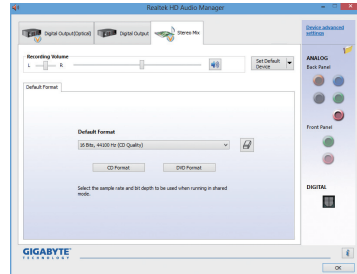 Realtek HD Audio Manager
Digital Output(Optical)
Digital Output
Stereo Mix
Device advanced
settings
Recording Volume
L
R
Set Default
Device
ANALOG
Back Panel
Default Format
Default Format
16 Bits, 44100 Hz (CD Quality)
CD Format
DVD Format
Select the sample rate and bit depth to be used when running in shared
mode.
Front Panel
DIGITAL
GIGABYTE
TECHNOLOGY
OK